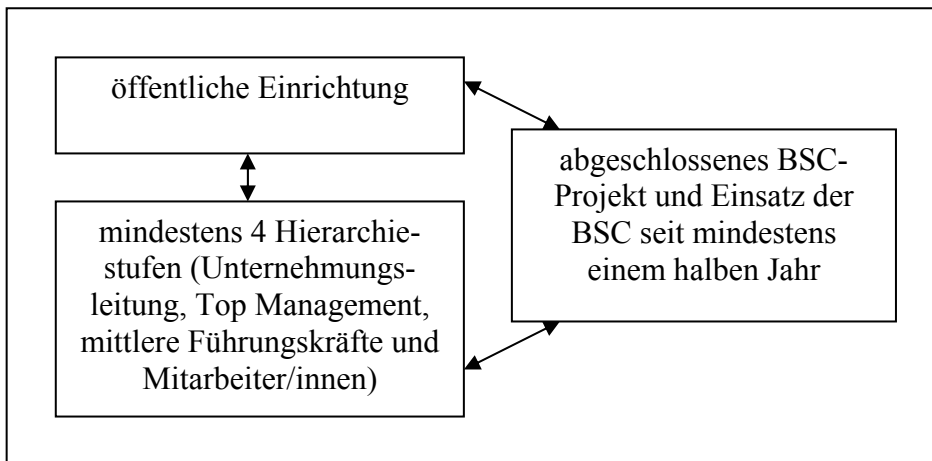 öffentliche Einrichtung
abgeschlossenes BSC-
Projekt und Einsatz der
BSC seit mindestens
einem halben Jahr
mindestens 4 Hierarchie-
stufen (Unternehmungs-
leitung, Top Management,
mittlere Führungskräfte und
Mitarbeiter/innen)